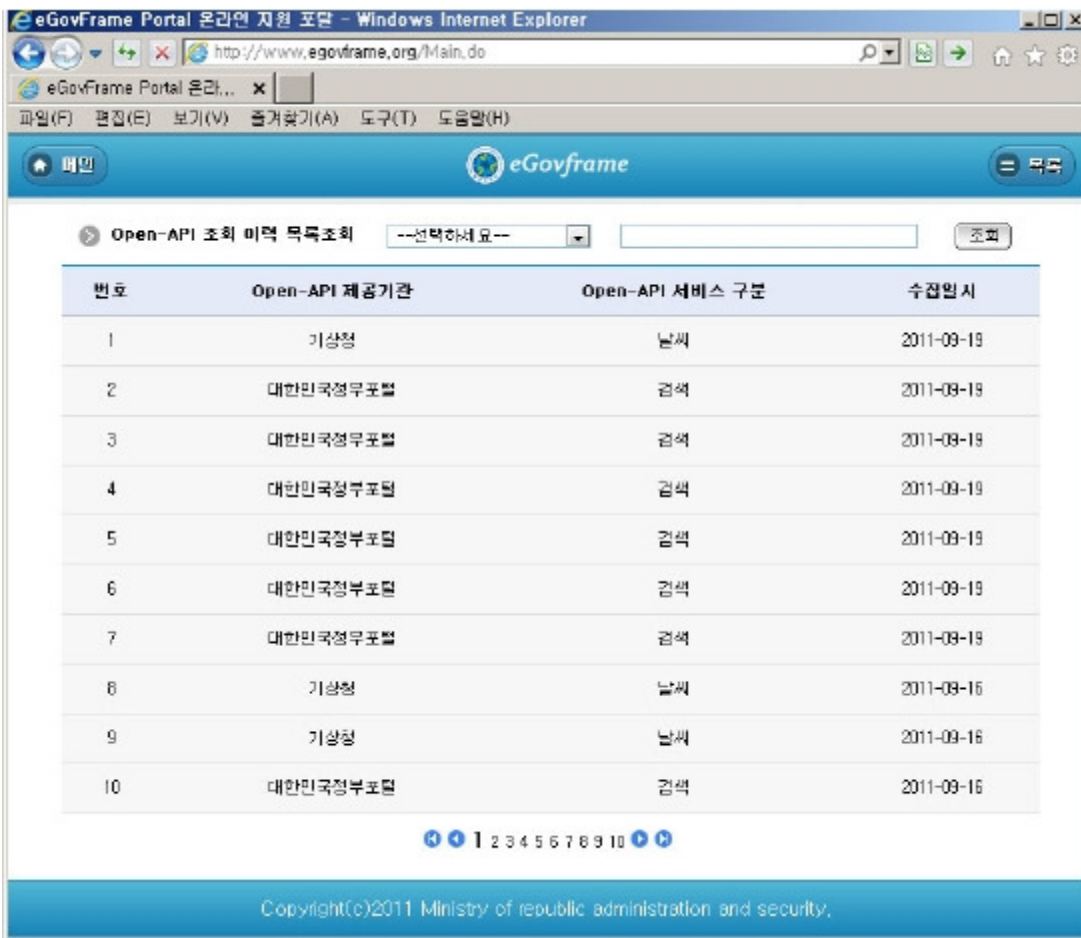 eGovFrame Portal 온라인 지원 포탈 - Windows Internet Explorer
http://www.egovframe.org/Main.do
eGovFrame Portal 온라...
파일(F) 편집(E) 보기(V) 즐겨찾기(A) 도구(T) 도움말(H)
메인 eGovframe 목록
Open-API 조회 이력 목록조회 --선택하세요-- 조회
번호 Open-API 제공기관 Open-API 서비스 구분 수집일시
1 기상청 날씨 2011-09-19
2 대한민국정부포털 검색 2011-09-19
3 대한민국정부포털 검색 2011-09-19
4 대한민국정부포털 검색 2011-09-19
5 대한민국정부포털 검색 2011-09-19
6 대한민국정부포털 검색 2011-09-19
7 대한민국정부포털 검색 2011-09-19
8 기상청 날씨 2011-09-16
9 기상청 날씨 2011-09-16
10 대한민국정부포털 검색 2011-09-16
1 2 3 4 5 6 7 8 9 10
Copyright(c)2011 Ministry of republic administration and security.